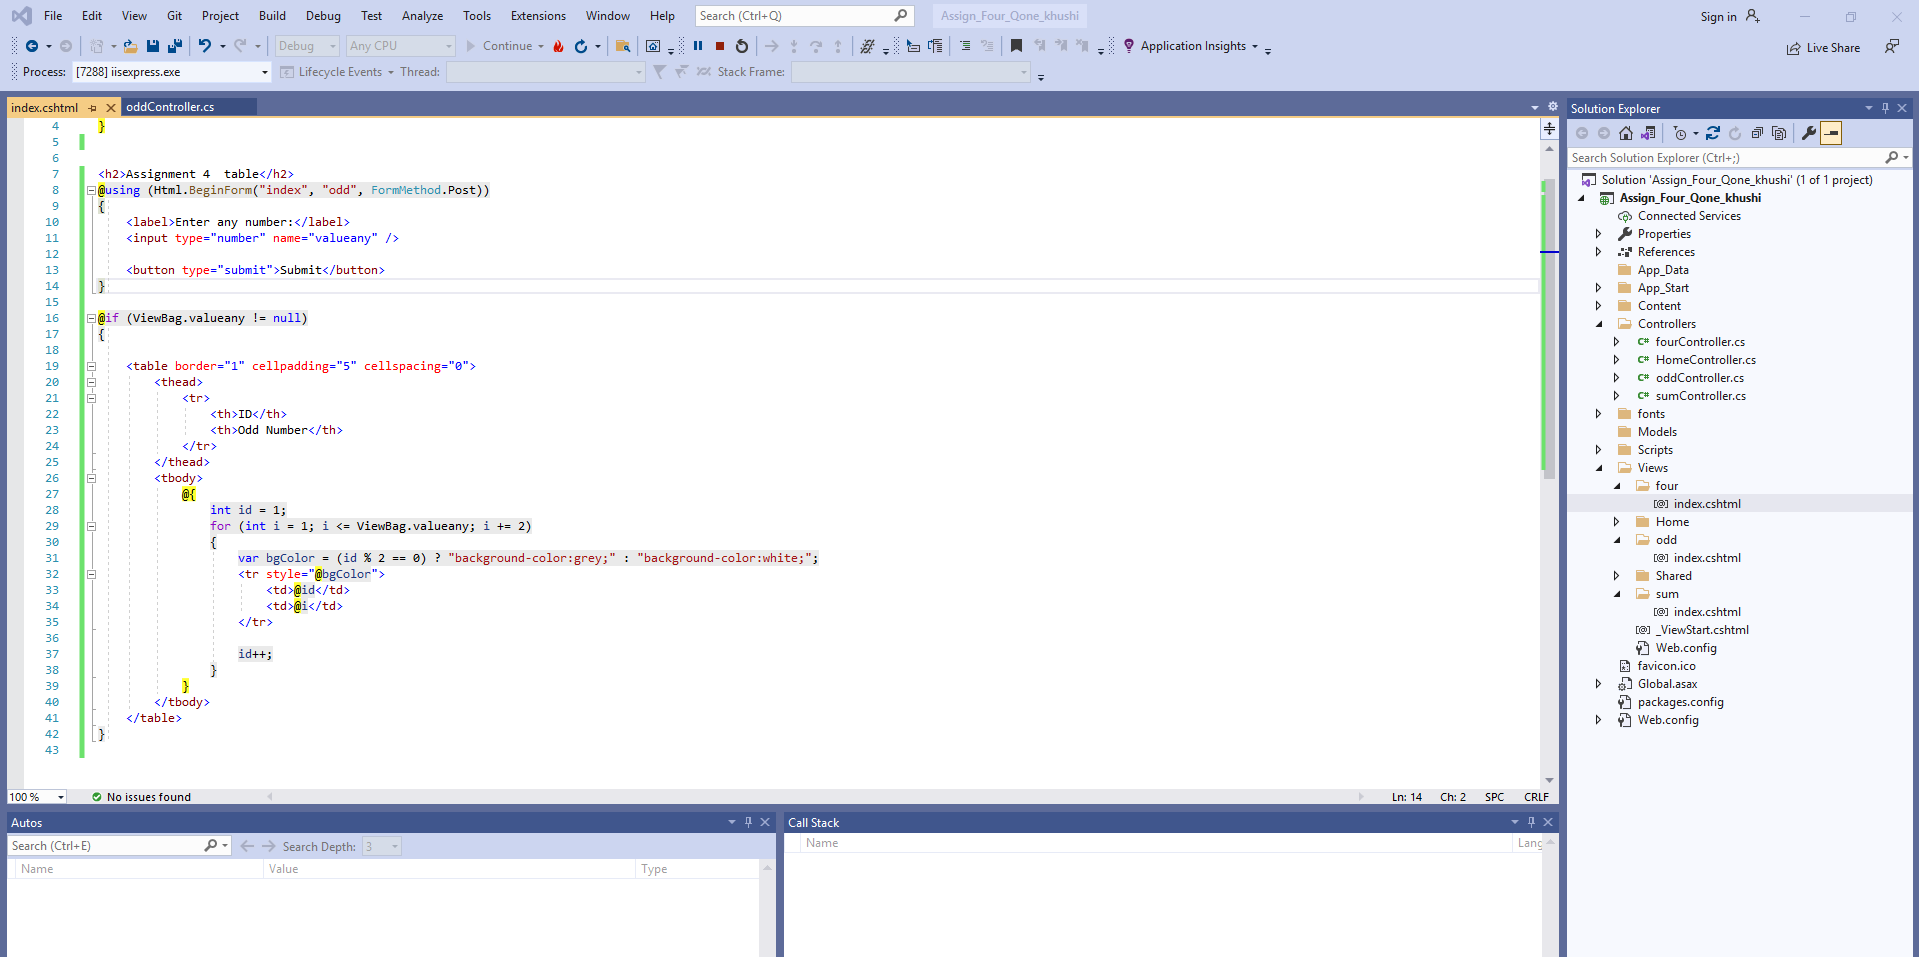 File Edit View Git Project Build Debug Test Analyze Tools Extensions Window Help Search (Ctrl+Q) Assign_Four_Qone_khushi Sign in
Debug Any CPU Continue Application Insights Live Share
Process: [7288] iisexpress.exe Lifecycle Events Thread: Stack Frame:
index.cshtml oddController.cs
4 }
5
6
7 <h2>Assignment 4  table</h2>
8 @using (Html.BeginForm("index", "odd", FormMethod.Post))
9 {
10 <label>Enter any number:</label>
11 <input type="number" name="valueany" />
12
13 <button type="submit">Submit</button>
14 }
15
16 @if (ViewBag.valueany != null)
17 {
18
19 <table border="1" cellpadding="5" cellspacing="0">
20 <thead>
21 <tr>
22 <th>ID</th>
23 <th>Odd Number</th>
24 </tr>
25 </thead>
26 <tbody>
27 @{
28 int id = 1;
29 for (int i = 1; i <= ViewBag.valueany; i += 2)
30 {
31 var bgColor = (id % 2 == 0) ? "background-color:grey;" : "background-color:white;";
32 <tr style="@bgColor">
33 <td>@id</td>
34 <td>@i</td>
35 </tr>
36
37 id++;
38 }
39 }
40 </tbody>
41 </table>
42 }
43
100 % No issues found Ln: 14 Ch: 2 SPC CRLF
Autos
Search (Ctrl+E) Search Depth: 3
Name Value Type
Call Stack
Name Lang
Solution Explorer
Search Solution Explorer (Ctrl+;)
Solution 'Assign_Four_Qone_khushi' (1 of 1 project)
Assign_Four_Qone_khushi
Connected Services
Properties
References
App_Data
App_Start
Content
Controllers
C# fourController.cs
C# HomeController.cs
C# oddController.cs
C# sumController.cs
fonts
Models
Scripts
Views
four
[@] index.cshtml
Home
odd
[@] index.cshtml
Shared
sum
[@] index.cshtml
[@] _ViewStart.cshtml
Web.config
favicon.ico
Global.asax
packages.config
Web.config